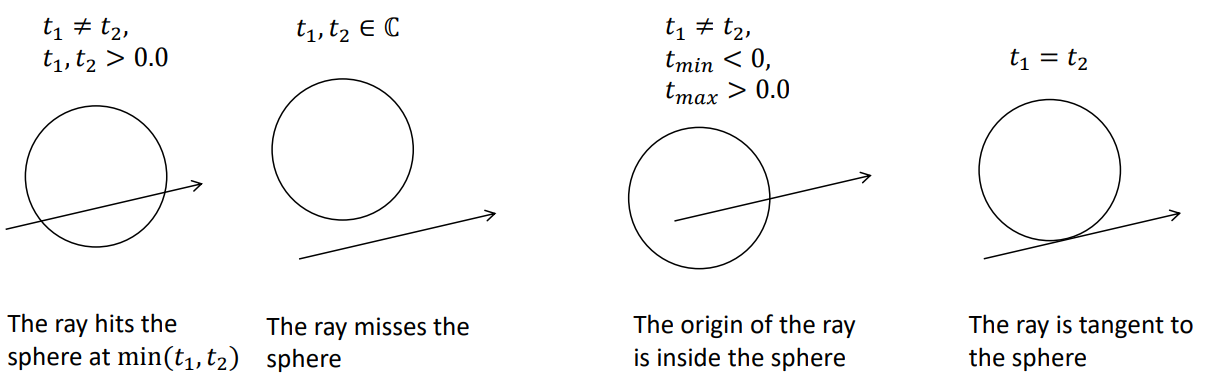 t₁ ≠ t₂,
t₁, t₂ > 0.0
The ray hits the
sphere at min(t₁, t₂)
t₁, t₂ ∈ ℂ
The ray misses the
sphere
t₁ ≠ t₂,
tₘᵢₙ < 0,
tₘₐₓ > 0.0
The origin of the ray
is inside the sphere
t₁ = t₂
The ray is tangent to
the sphere